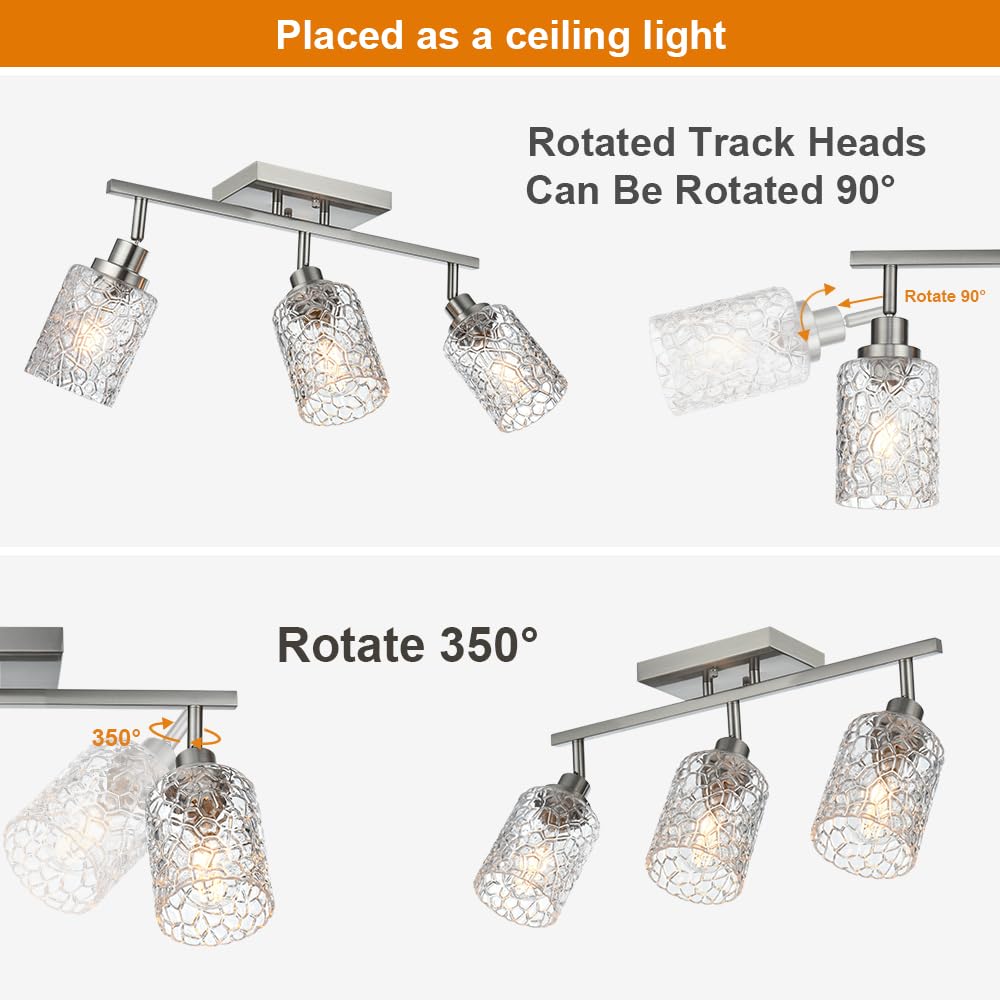 Placed as a ceiling light
Rotated Track Heads
Can Be Rotated 90°
Rotate 90°
Rotate 350°
350°